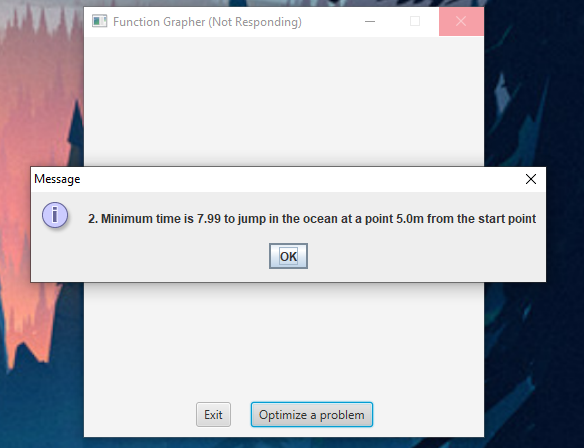 Function Grapher (Not Responding)
Message
i
2. Minimum time is 7.99 to jump in the ocean at a point 5.0m from the start point
OK
Exit
Optimize a problem